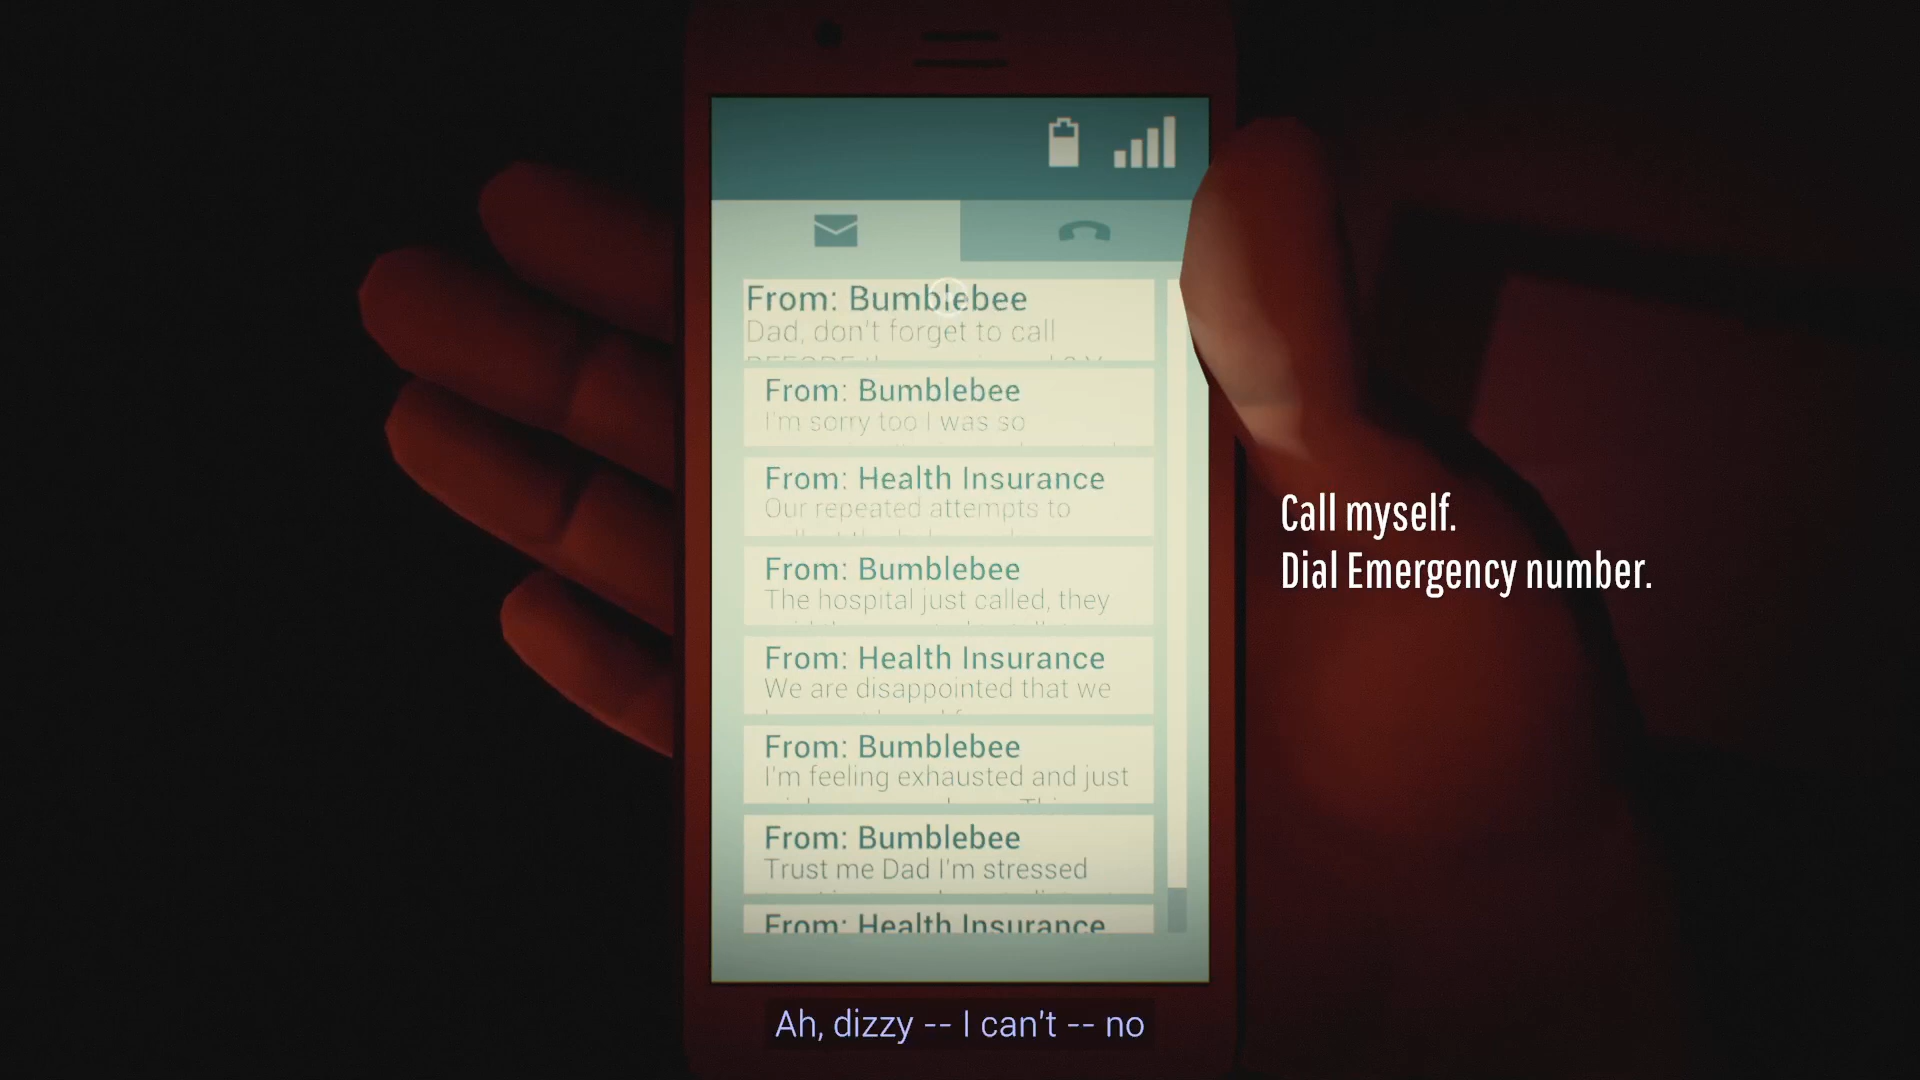 From: Bumblebee
Dad, don't forget to call
BEFORE
From: Bumblebee
I'm sorry too I was so
From: Health Insurance
Our repeated attempts to
From: Bumblebee
The hospital just called, they
From: Health Insurance
We are disappointed that we
From: Bumblebee
I'm feeling exhausted and just
From: Bumblebee
Trust me Dad I'm stressed
From: Health Insurance
Call myself.
Dial Emergency number.
Ah, dizzy -- I can't -- no